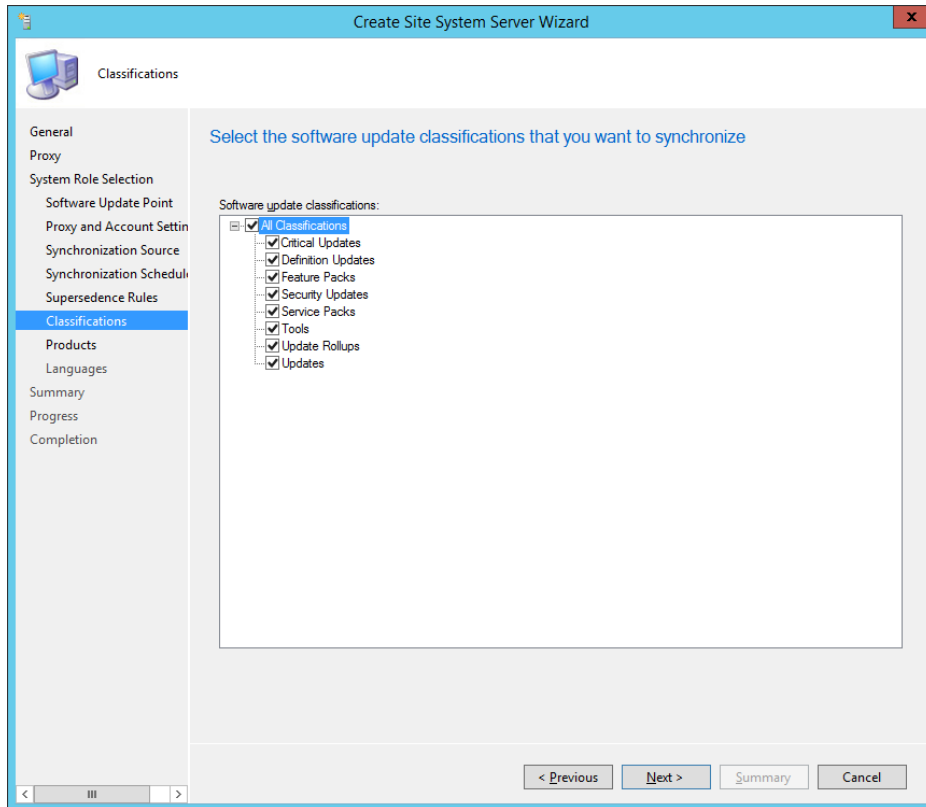 Create Site System Server Wizard
x
Classifications
General
Proxy
System Role Selection
Software Update Point
Proxy and Account Settin
Synchronization Source
Synchronization Schedul
Supersedence Rules
Classifications
Products
Languages
Summary
Progress
Completion
Select the software update classifications that you want to synchronize
Software update classifications:
All Classifications
Critical Updates
Definition Updates
Feature Packs
Security Updates
Service Packs
Tools
Update Rollups
Updates
< Previous Next > Summary Cancel